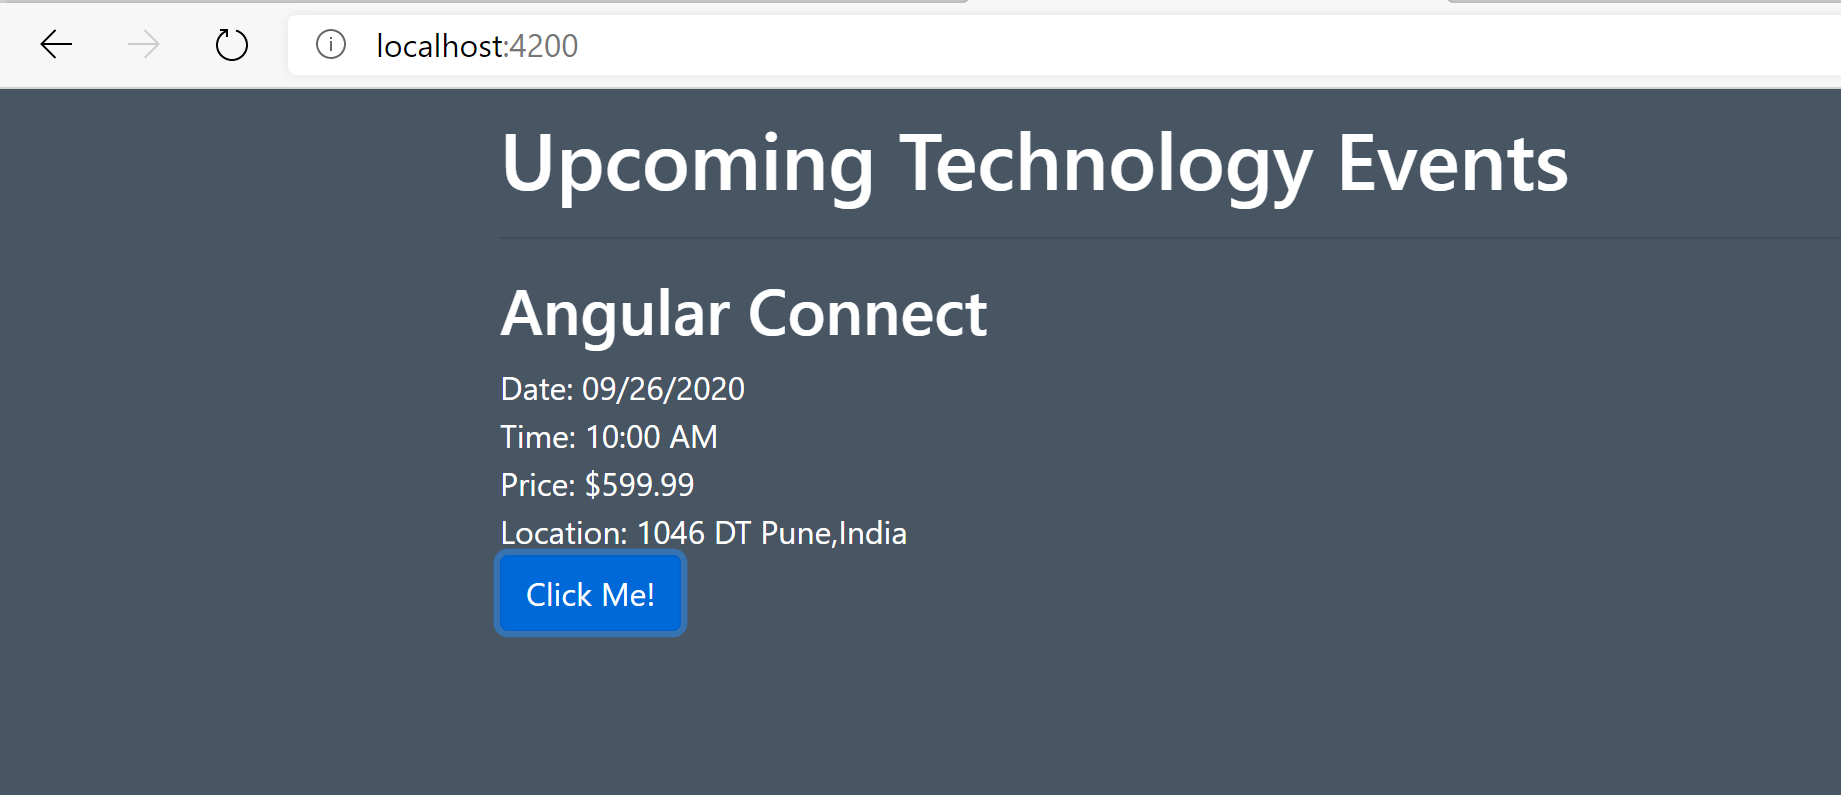 localhost:4200
Upcoming Technology Events
Angular Connect
Date: 09/26/2020
Time: 10:00 AM
Price: $599.99
Location: 1046 DT Pune,India
Click Me!